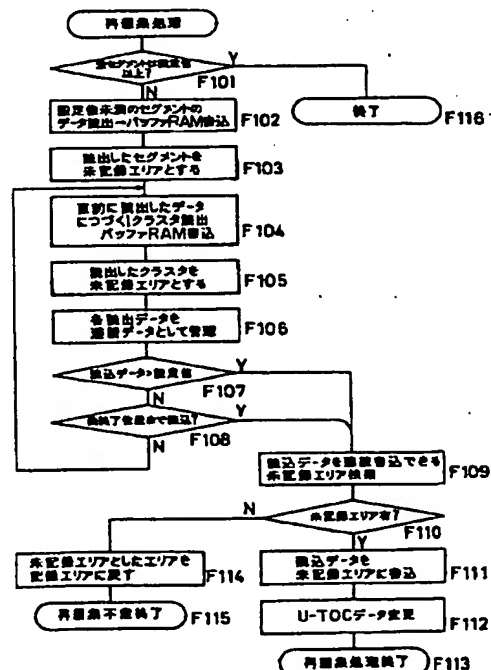 再編集処理
全セグメントは設定値
以上?
Y
F101
N
設定値未満のセグメントの
データ読出→バッファRAM書込
F102
終了
F116
読出したセグメントを
未記録エリアとする
F103
直前に読出したデータ
につづく1クラスタ読出
バッファRAM書込
F104
読出したクラスタを
未記録エリアとする
F105
各読出データを
連続データとして管理
F106
読込データ>設定値
Y
F107
N
最終了位置まで読込?
Y
F108
N
読込データを連続書込できる
未記録エリア検索
F109
未記録エリア有?
N
F110
Y
未記録エリアとしたエリアを
記録エリアに戻す
F114
読込データを
未記録エリアに書込
F111
再編集不能終了
F115
U-TOCデータ変更
F112
再編集処理終了
F113